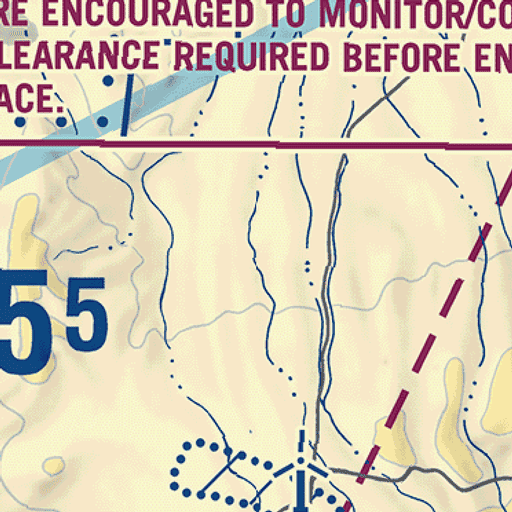 RE ENCOURAGED TO MONITOR/CO
LEARANCE REQUIRED BEFORE EN
ACE.
55